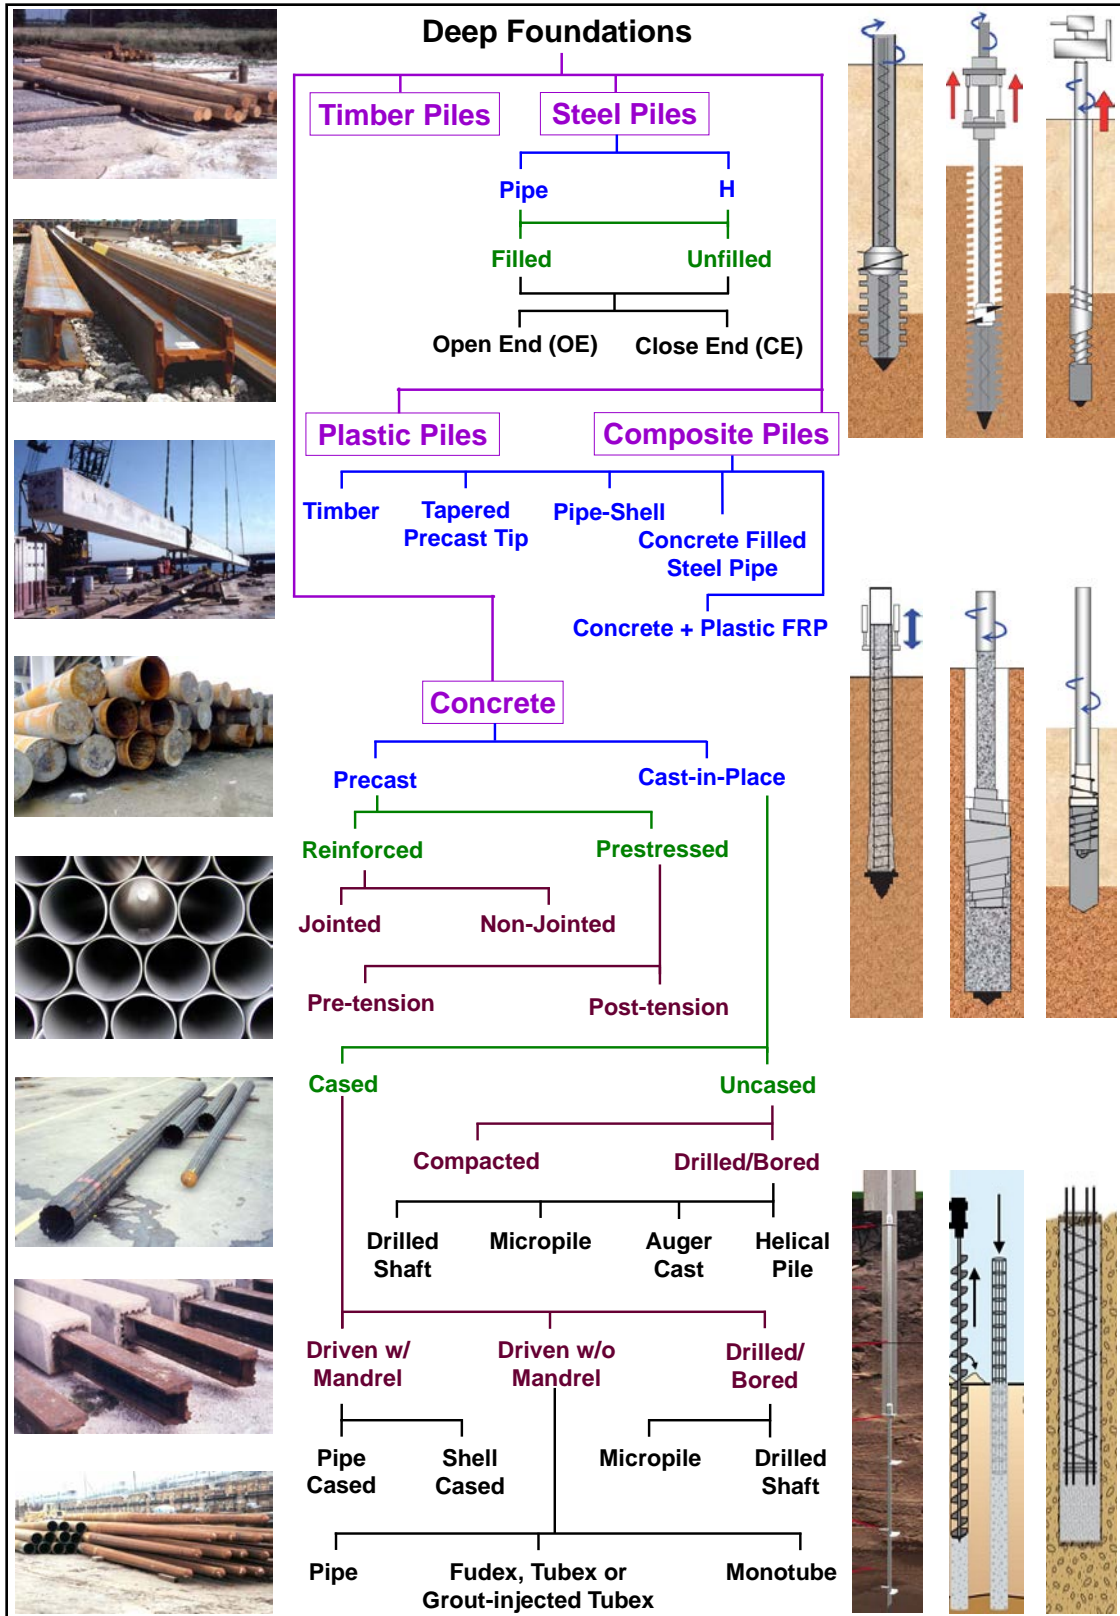 Deep Foundations
Timber Piles
Steel Piles
Pipe
H
Filled
Unfilled
Open End (OE)
Close End (CE)
Plastic Piles
Composite Piles
Timber
Tapered
Precast Tip
Pipe-Shell
Concrete Filled
Steel Pipe
Concrete + Plastic FRP
Concrete
Precast
Cast-in-Place
Reinforced
Prestressed
Jointed
Non-Jointed
Pre-tension
Post-tension
Cased
Uncased
Compacted
Drilled/Bored
Drilled
Shaft
Micropile
Auger
Cast
Helical
Pile
Driven w/
Mandrel
Driven w/o
Mandrel
Drilled/
Bored
Pipe
Cased
Shell
Cased
Micropile
Drilled
Shaft
Pipe
Fudex, Tubex or
Grout-injected Tubex
Monotube